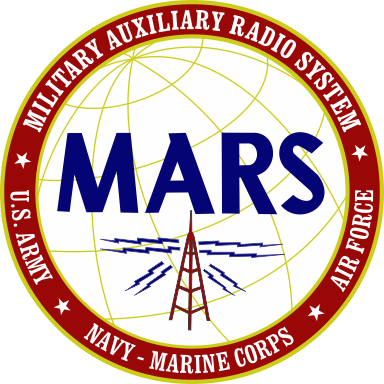 MILITARY AUXILIARY RADIO SYSTEM
MARS
U.S. ARMY
NAVY - MARINE CORPS
AIR FORCE